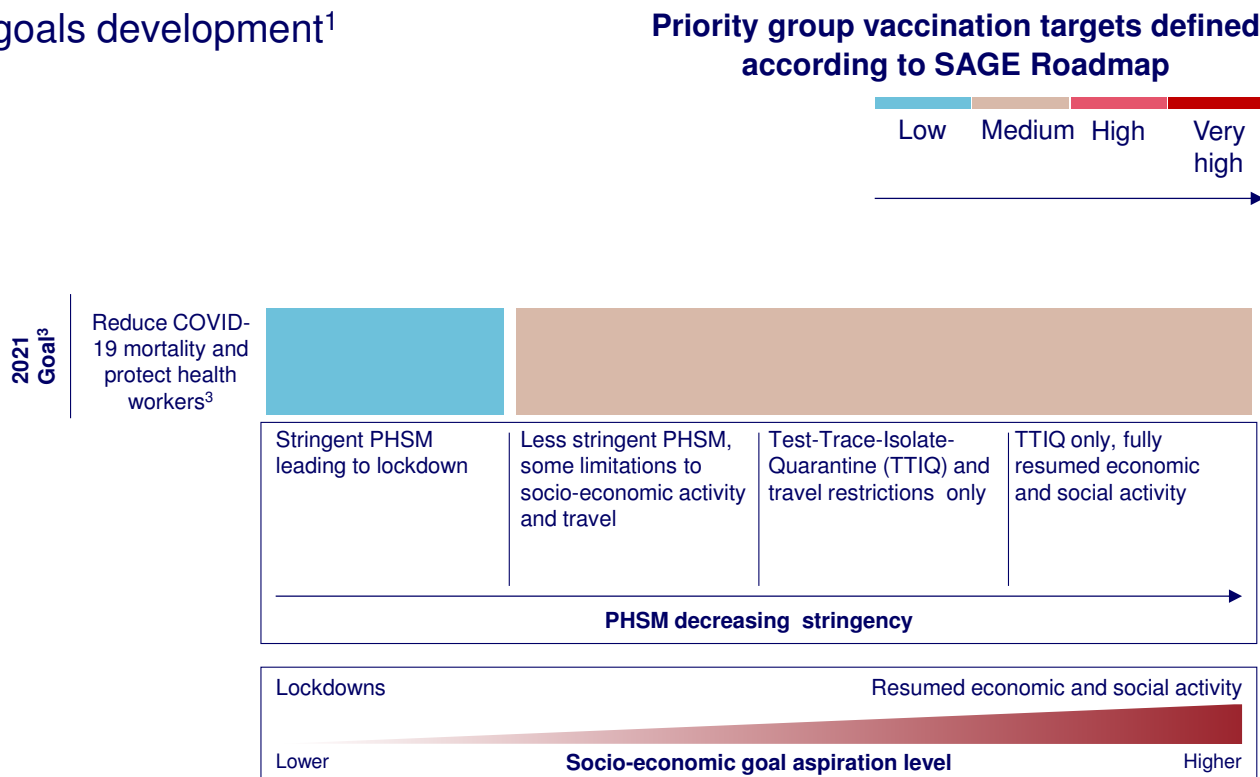 goals development1
Priority group vaccination targets defined
according to SAGE Roadmap
Low
Medium
High
Very
high
2021
Goal3
Reduce COVID-
19 mortality and
protect health
workers3
Stringent PHSM
leading to lockdown
Less stringent PHSM,
some limitations to
socio-economic activity
and travel
Test-Trace-Isolate-
Quarantine (TTIQ) and
travel restrictions only
TTIQ only, fully
resumed economic
and social activity
PHSM decreasing stringency
Lockdowns
Resumed economic and social activity
Lower
Socio-economic goal aspiration level
Higher